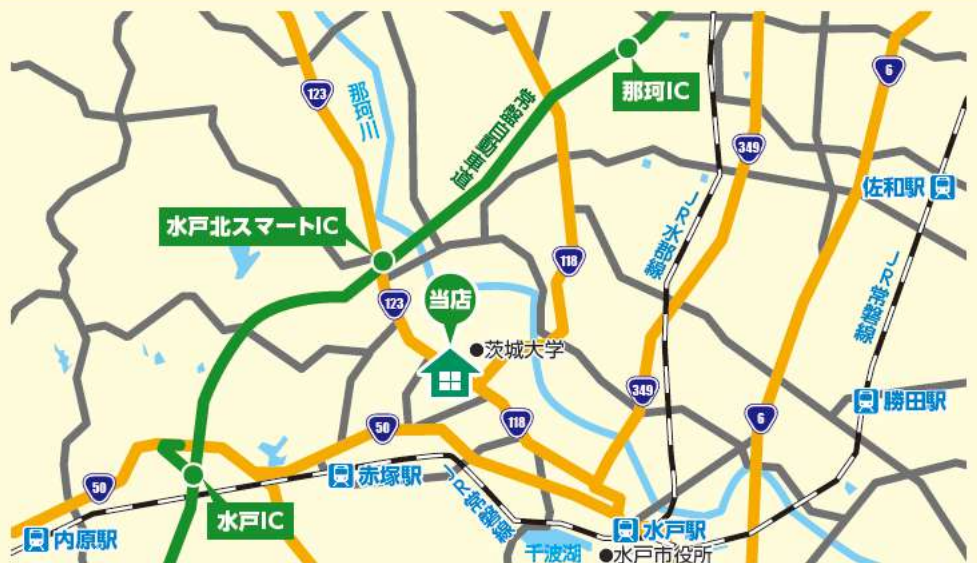 123
那珂川
常磐自動車道
那珂IC
6
349
佐和駅
水戸北スマートIC
JR水郡線
118
JR常磐線
123
当店
茨城大学
349
勝田駅
50
118
6
50
赤塚駅
JR常磐線
水戸IC
内原駅
水戸駅
千波湖
水戸市役所